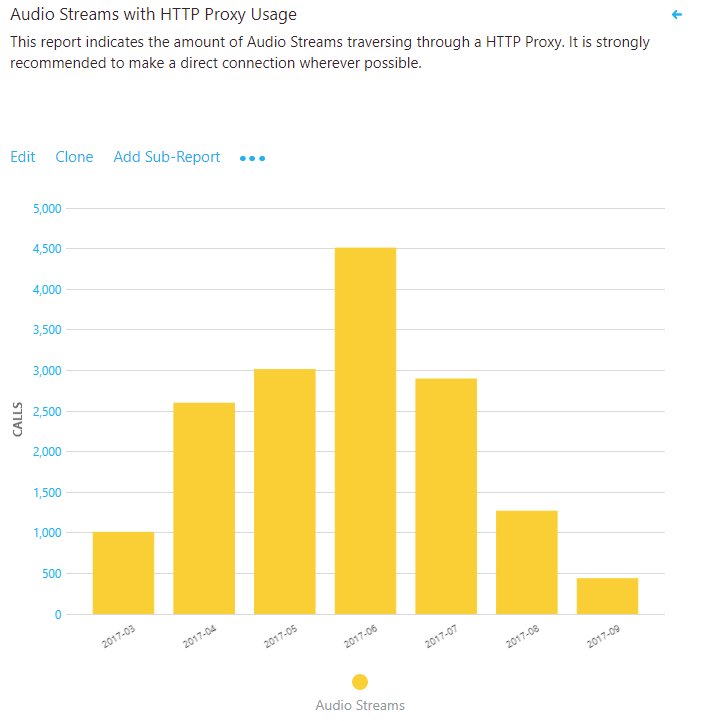 Audio Streams with HTTP Proxy Usage
This report indicates the amount of Audio Streams traversing through a HTTP Proxy. It is strongly
recommended to make a direct connection wherever possible.
Edit Clone Add Sub-Report
5,000
4,500
4,000
3,500
3,000
2,500
2,000
1,500
1,000
500
0
CALLS
2017-03 2017-04 2017-05 2017-06 2017-07 2017-08 2017-09
Audio Streams